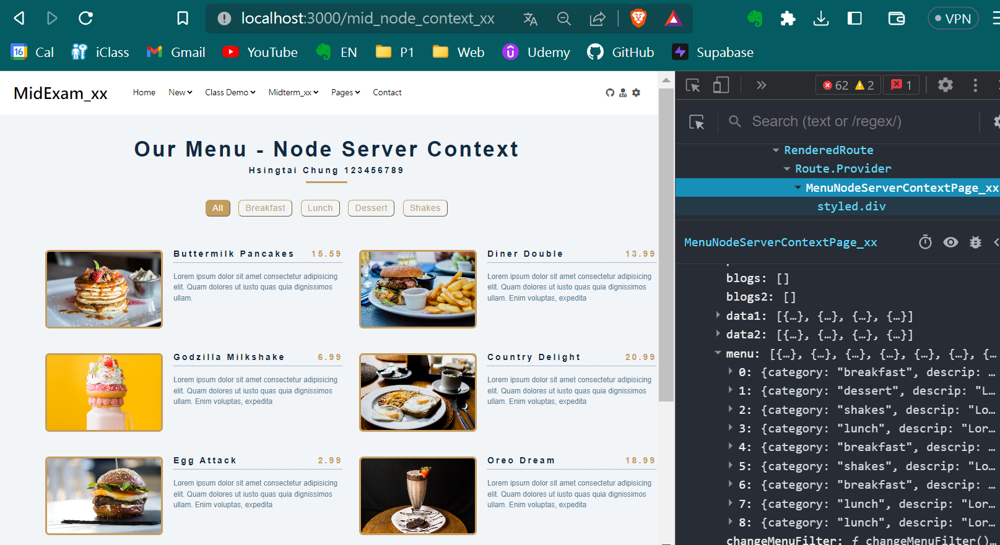 localhost:3000/mid_node_context_xx
VPN
16 Cal iClass Gmail YouTube EN P1 Web Udemy GitHub Supabase
MidExam_xx Home New Class Demo Midterm_xx Pages Contact
Our Menu - Node Server Context
Hsingtai Chung 123456789
All Breakfast Lunch Dessert Shakes
Buttermilk Pancakes 15.59
Lorem ipsum dolor sit amet consectetur adipisicing
elit. Quam dolores ut iusto quas quia dignissimos
ullam.
Diner Double 13.99
Lorem ipsum dolor sit amet consectetur adipisicing
elit. Quam dolores ut iusto quas quia dignissimos
ullam. Enim voluptas, expedita
Godzilla Milkshake 6.99
Lorem ipsum dolor sit amet consectetur adipisicing
elit. Quam dolores ut iusto quas quia dignissimos
ullam. Enim voluptas, expedita
Country Delight 20.99
Lorem ipsum dolor sit amet consectetur adipisicing
elit. Quam dolores ut iusto quas quia dignissimos
ullam. Enim voluptas, expedita
Egg Attack 2.99
Lorem ipsum dolor sit amet consectetur adipisicing
elit. Quam dolores ut iusto quas quia dignissimos
ullam. Enim voluptas, expedita
Oreo Dream 18.99
Lorem ipsum dolor sit amet consectetur adipisicing
elit. Quam dolores ut iusto quas quia dignissimos
ullam. Enim voluptas, expedita
62 2 1
Search (text or /regex/)
RenderedRoute
Route.Provider
MenuNodeServerContextPage_xx
styled.div
MenuNodeServerContextPage_xx
blogs: []
blogs2: []
data1: [{…}, {…}, {…}, {…}]
data2: [{…}, {…}, {…}, {…}]
menu: [{…}, {…}, {…}, {…}, {…}, {…}, {…
0: {category: "breakfast", descrip: …
1: {category: "dessert", descrip: "L…
2: {category: "shakes", descrip: "Lo…
3: {category: "lunch", descrip: "Lor…
4: {category: "breakfast", descrip: …
5: {category: "shakes", descrip: "Lo…
6: {category: "breakfast", descrip: …
7: {category: "lunch", descrip: "Lor…
8: {category: "lunch", descrip: "Lor…
changeMenuFilter: ƒ changeMenuFilter()…